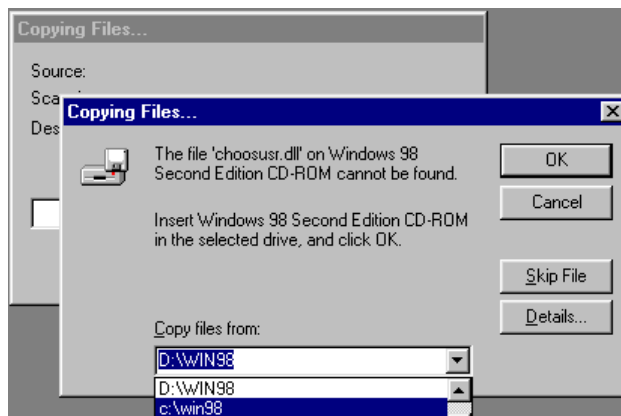 Copying Files...
Source:
Copying Files...
The file 'choosusr.dll' on Windows 98
Second Edition CD-ROM cannot be found.
Insert Windows 98 Second Edition CD-ROM
in the selected drive, and click OK.
OK
Cancel
Skip File
Details...
Copy files from:
D:\WIN98
D:\WIN98
c:\win98